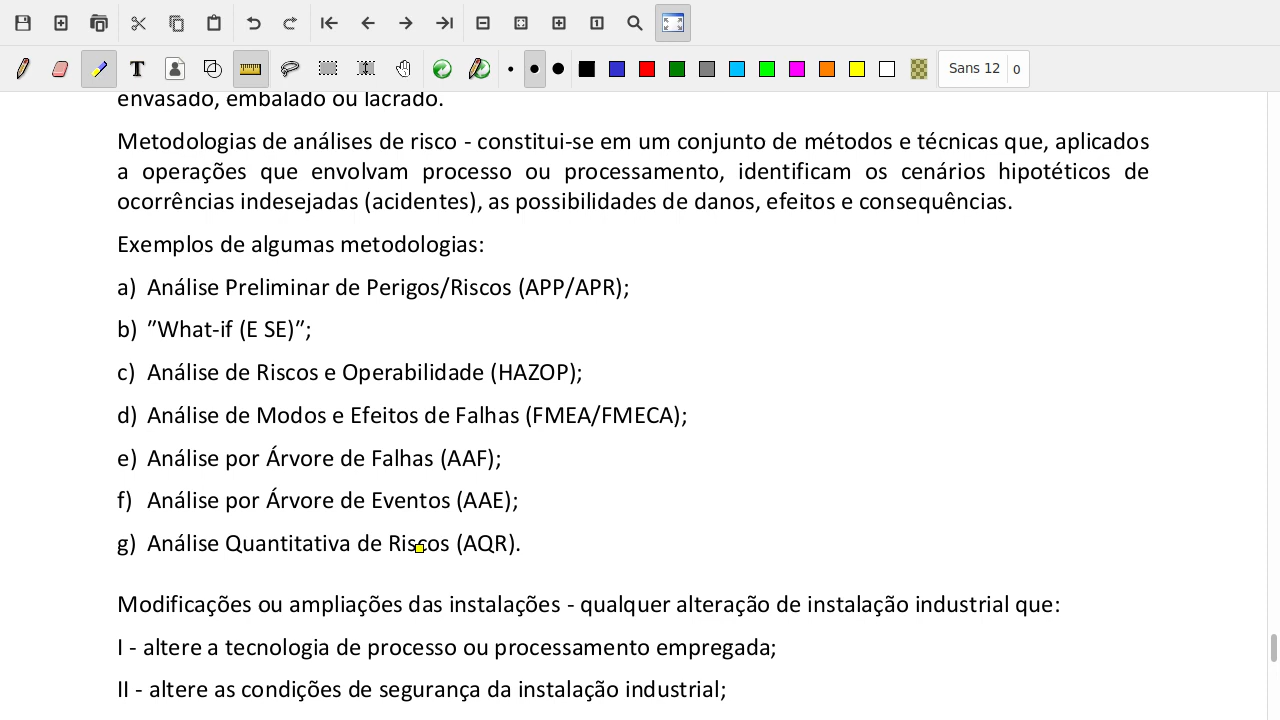 Sans 12 0
envasado, embalado ou lacrado.
Metodologias de análises de risco - constitui-se em um conjunto de métodos e técnicas que, aplicados
a operações que envolvam processo ou processamento, identificam os cenários hipotéticos de
ocorrências indesejadas (acidentes), as possibilidades de danos, efeitos e consequências.
Exemplos de algumas metodologias:
a) Análise Preliminar de Perigos/Riscos (APP/APR);
b) ”What-if (E SE)”;
c) Análise de Riscos e Operabilidade (HAZOP);
d) Análise de Modos e Efeitos de Falhas (FMEA/FMECA);
e) Análise por Árvore de Falhas (AAF);
f) Análise por Árvore de Eventos (AAE);
g) Análise Quantitativa de Riscos (AQR).
Modificações ou ampliações das instalações - qualquer alteração de instalação industrial que:
I - altere a tecnologia de processo ou processamento empregada;
II - altere as condições de segurança da instalação industrial;